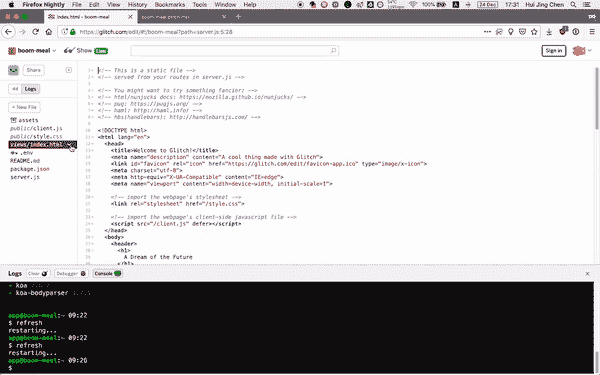 Firefox Nightly File Edit View History Bookmarks Tools Window Help
100% 24 Dec 17:31 Hui Jing Chen
index.html – boom-meal
boom-meal.glitch.me/
https://glitch.com/edit/#!/boom-meal?path=server.js:5:28
boom-meal Show Live Sign in
Share
Logs
+ New File
assets
public/client.js
public/style.css
views/index.html
.env
README.md
package.json
server.js
<!-- This is a static file -->
<!-- served from your routes in server.js -->
<!-- You might want to try something fancier: -->
<!-- html/nunjucks docs: https://mozilla.github.io/nunjucks/ -->
<!-- pug: https://pugjs.org/ -->
<!-- haml: http://haml.info/ -->
<!-- hbs(handlebars): http://handlebarsjs.com/ -->
<!DOCTYPE html>
<html lang="en">
<head>
<title>Welcome to Glitch!</title>
<meta name="description" content="A cool thing made with Glitch">
<link id="favicon" rel="icon" href="https://glitch.com/edit/favicon-app.ico" type="image/x-icon">
<meta charset="utf-8">
<meta http-equiv="X-UA-Compatible" content="IE=edge">
<meta name="viewport" content="width=device-width, initial-scale=1">
<!-- import the webpage's stylesheet -->
<link rel="stylesheet" href="/style.css">
<!-- import the webpage's client-side javascript file -->
<script src="/client.js" defer></script>
</head>
<body>
<header>
<h1>
A Dream of the Future
</h1>
Logs Clear Debugger Console
+ koa
+ koa-bodyparser
app@boom-meal:~ 09:22
$ refresh
restarting...
app@boom-meal:~ 09:22
$ refresh
restarting...
app@boom-meal:~ 09:26
$